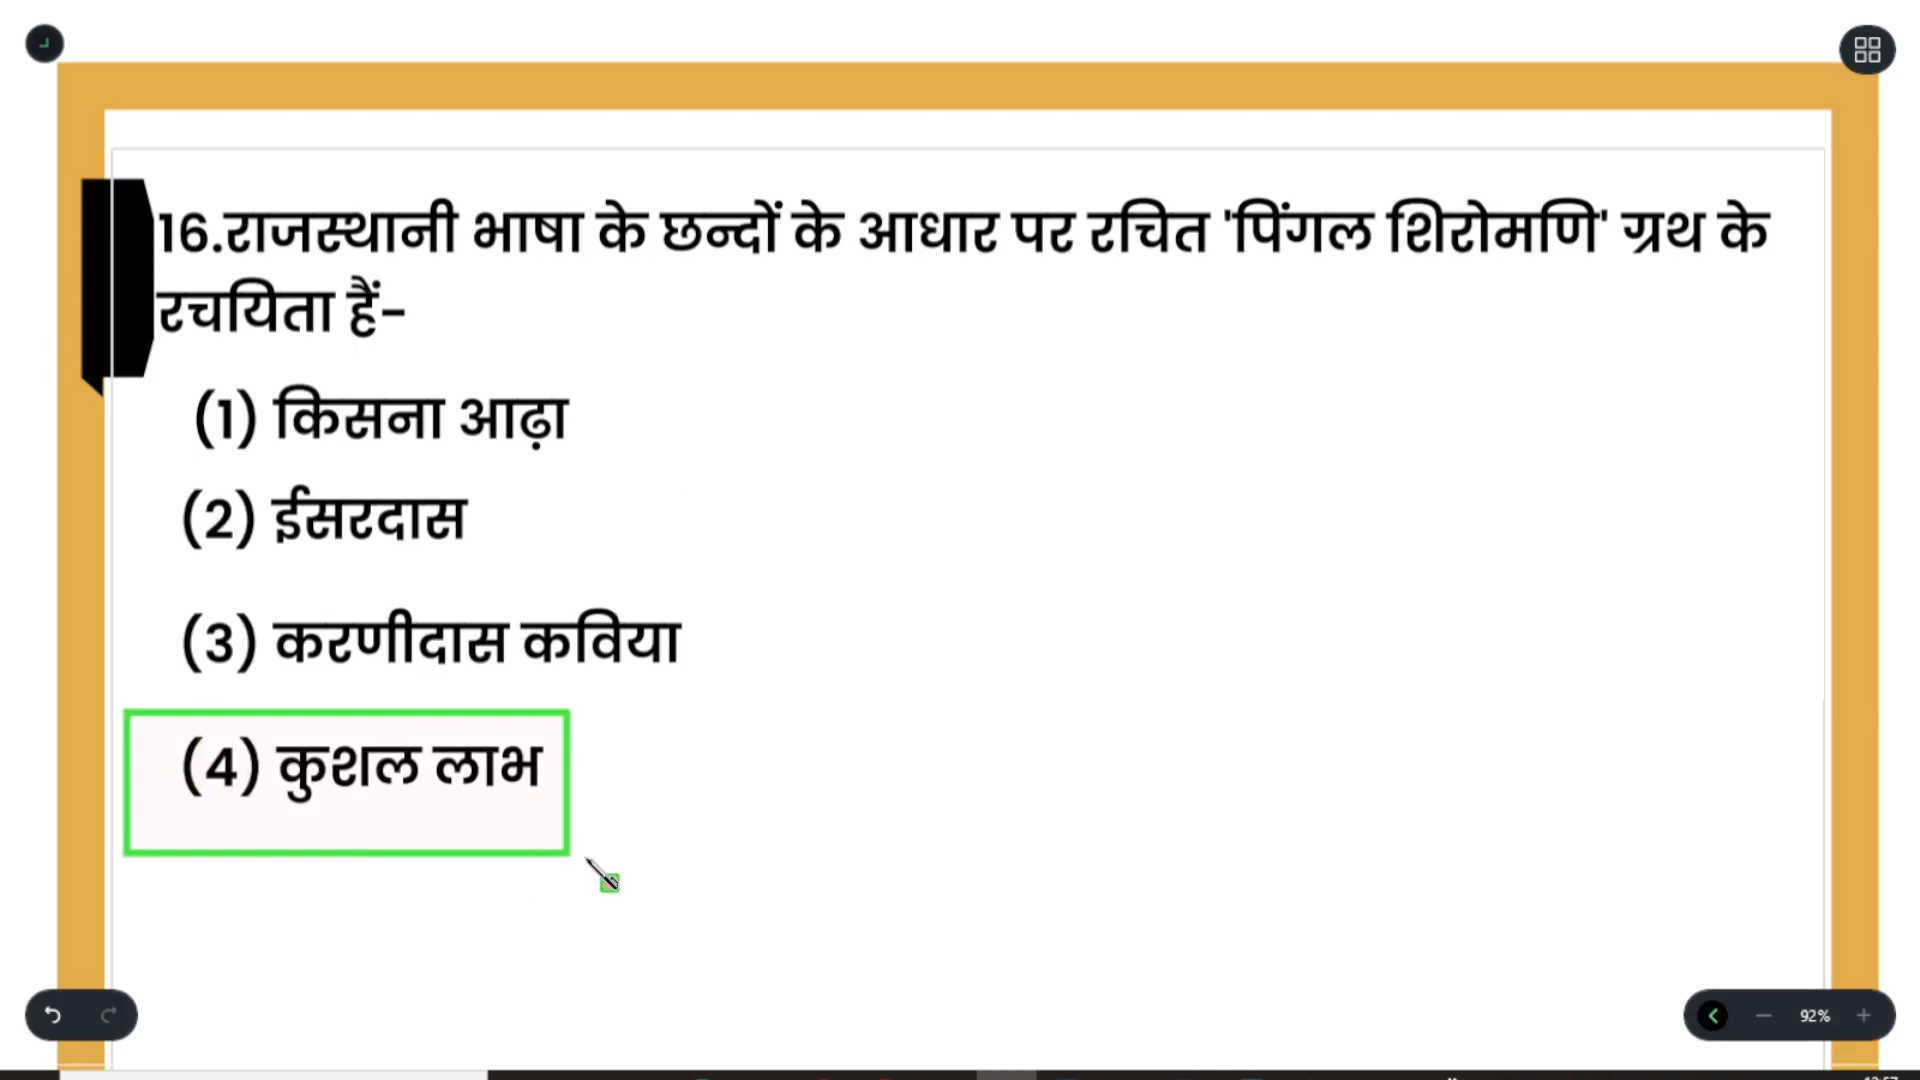 16.राजस्थानी भाषा के छन्दों के आधार पर रचित 'पिंगल शिरोमणि' ग्रथ के
रचयिता हैं-
(1) किसना आढ़ा
(2) ईसरदास
(3) करणीदास कविया
(4) कुशल लाभ
92%